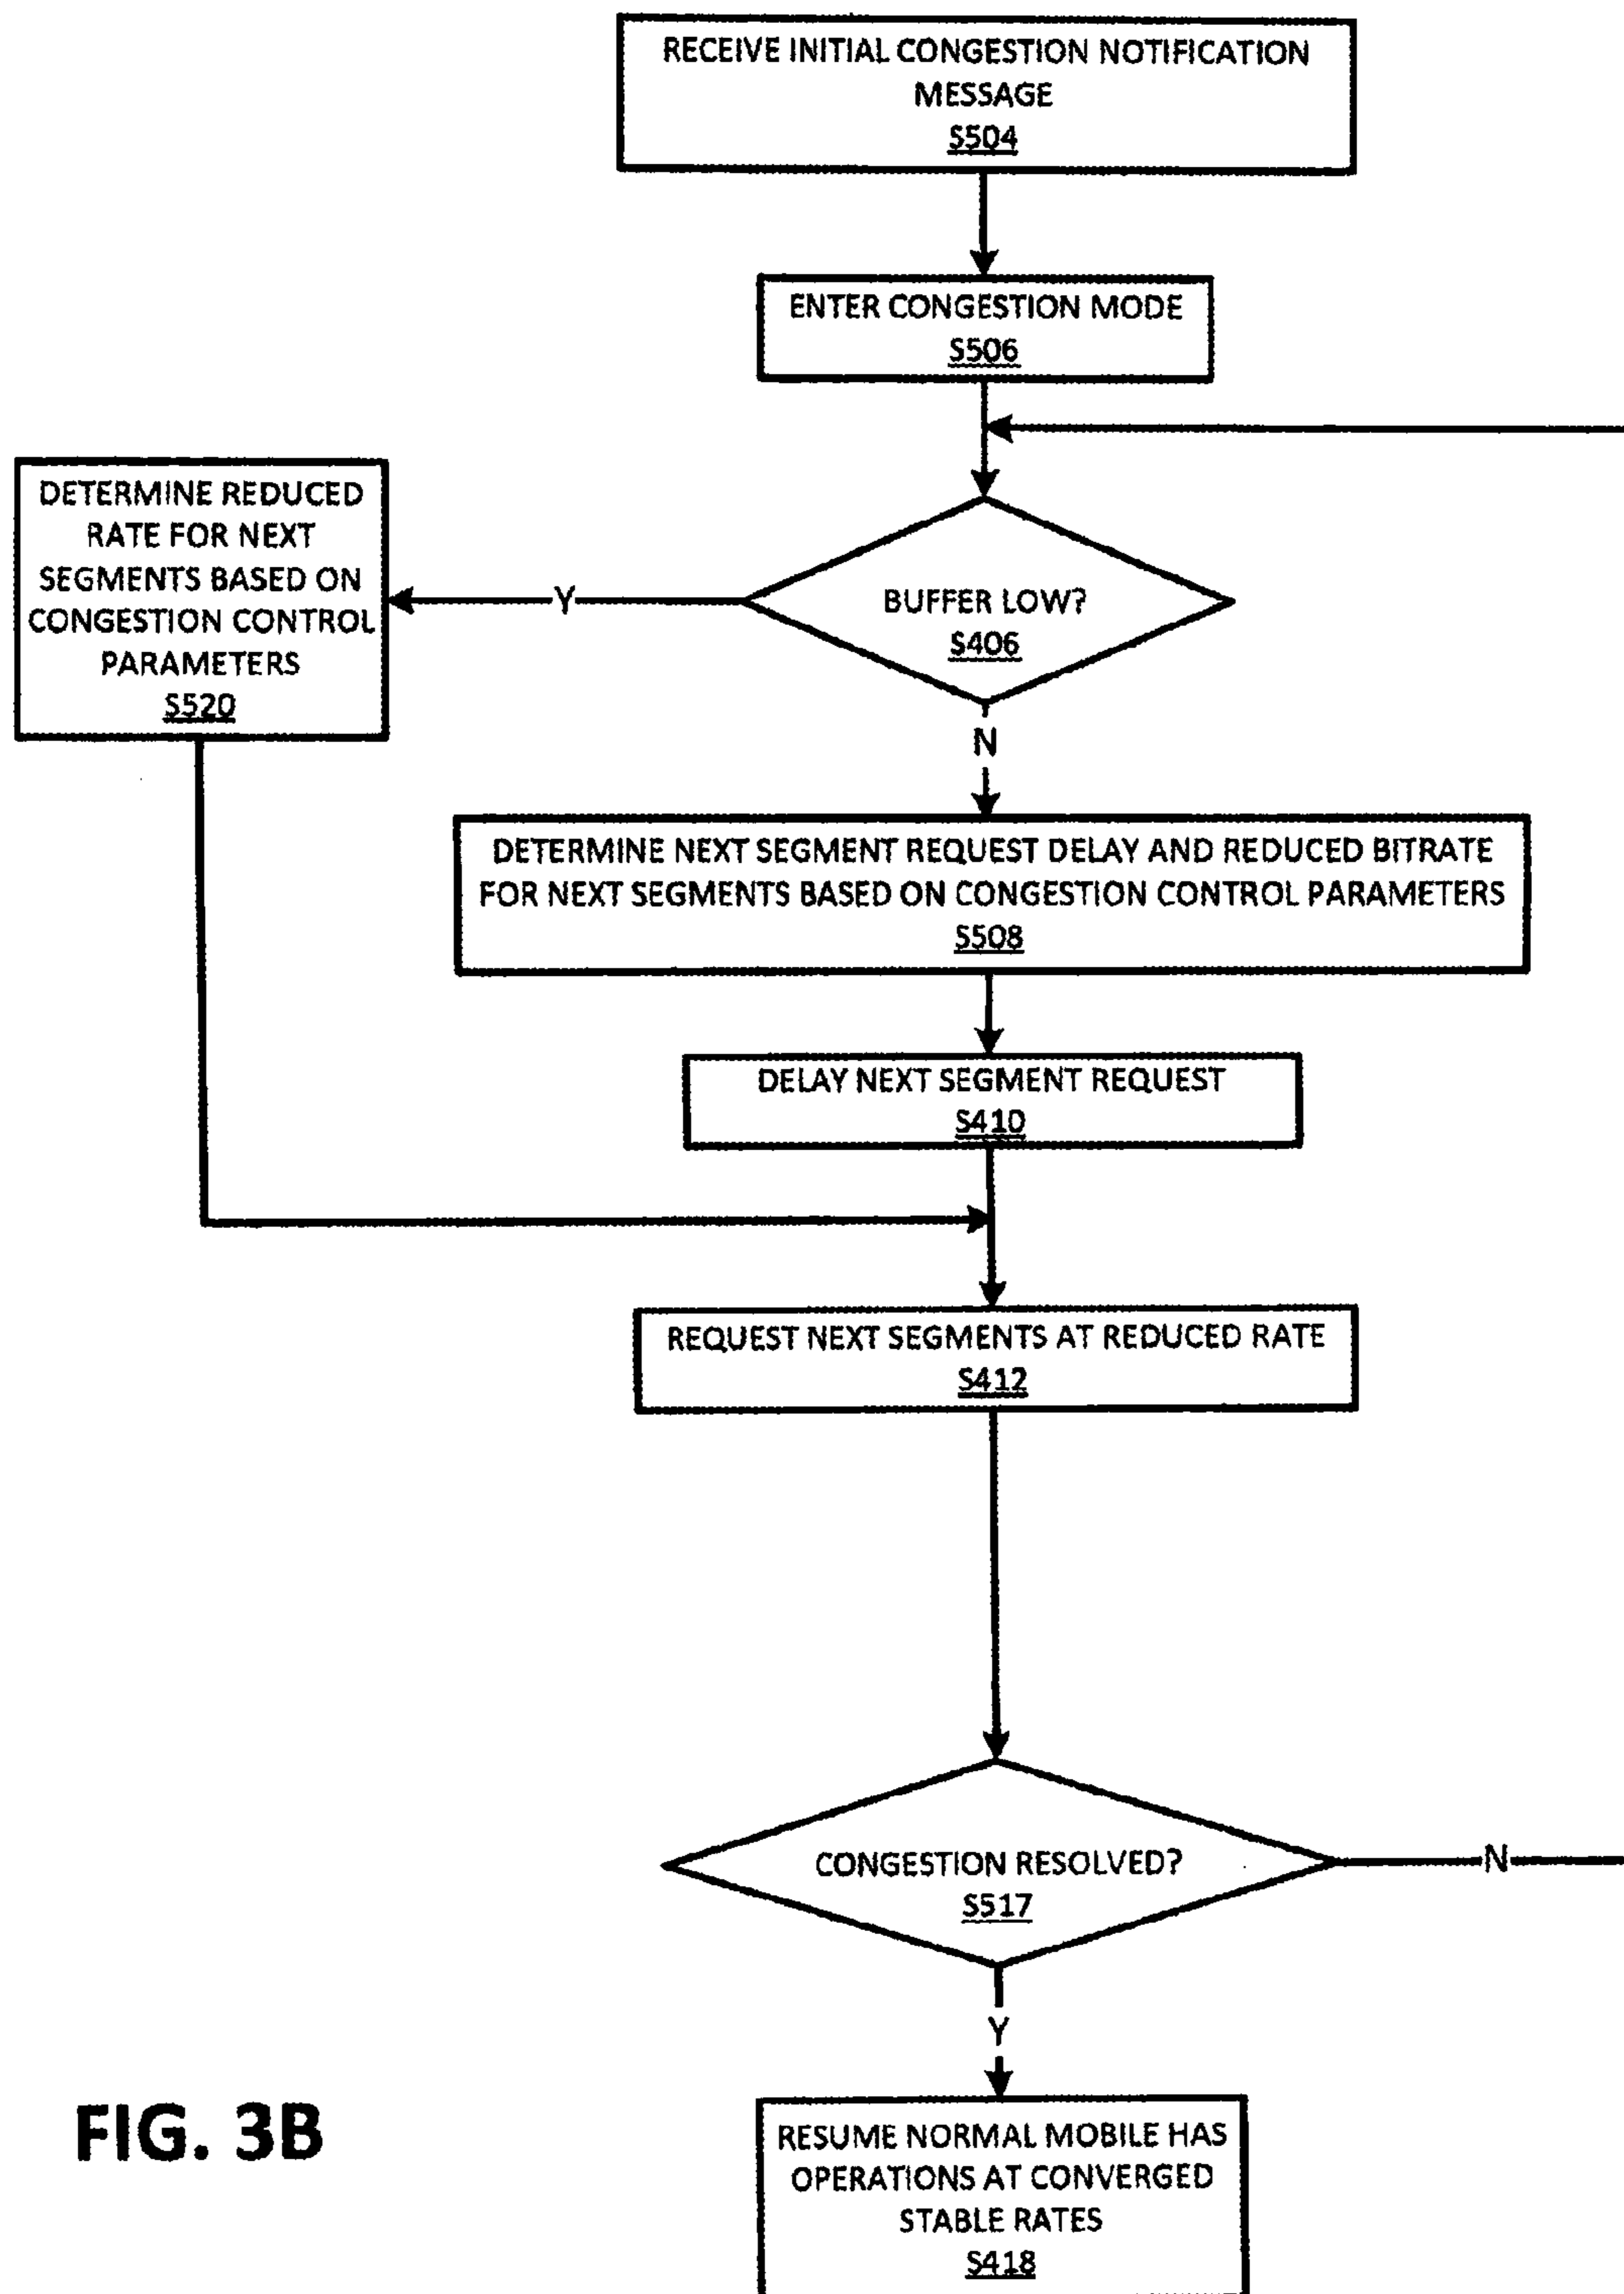 RECEIVE INITIAL CONGESTION NOTIFICATION
MESSAGE
S504
ENTER CONGESTION MODE
S506
DETERMINE REDUCED
RATE FOR NEXT
SEGMENTS BASED ON
CONGESTION CONTROL
PARAMETERS
S520
Y
BUFFER LOW?
S406
N
DETERMINE NEXT SEGMENT REQUEST DELAY AND REDUCED BITRATE
FOR NEXT SEGMENTS BASED ON CONGESTION CONTROL PARAMETERS
S508
DELAY NEXT SEGMENT REQUEST
S410
REQUEST NEXT SEGMENTS AT REDUCED RATE
S412
CONGESTION RESOLVED?
S517
N
Y
RESUME NORMAL MOBILE HAS
OPERATIONS AT CONVERGED
STABLE RATES
S418
FIG. 3B